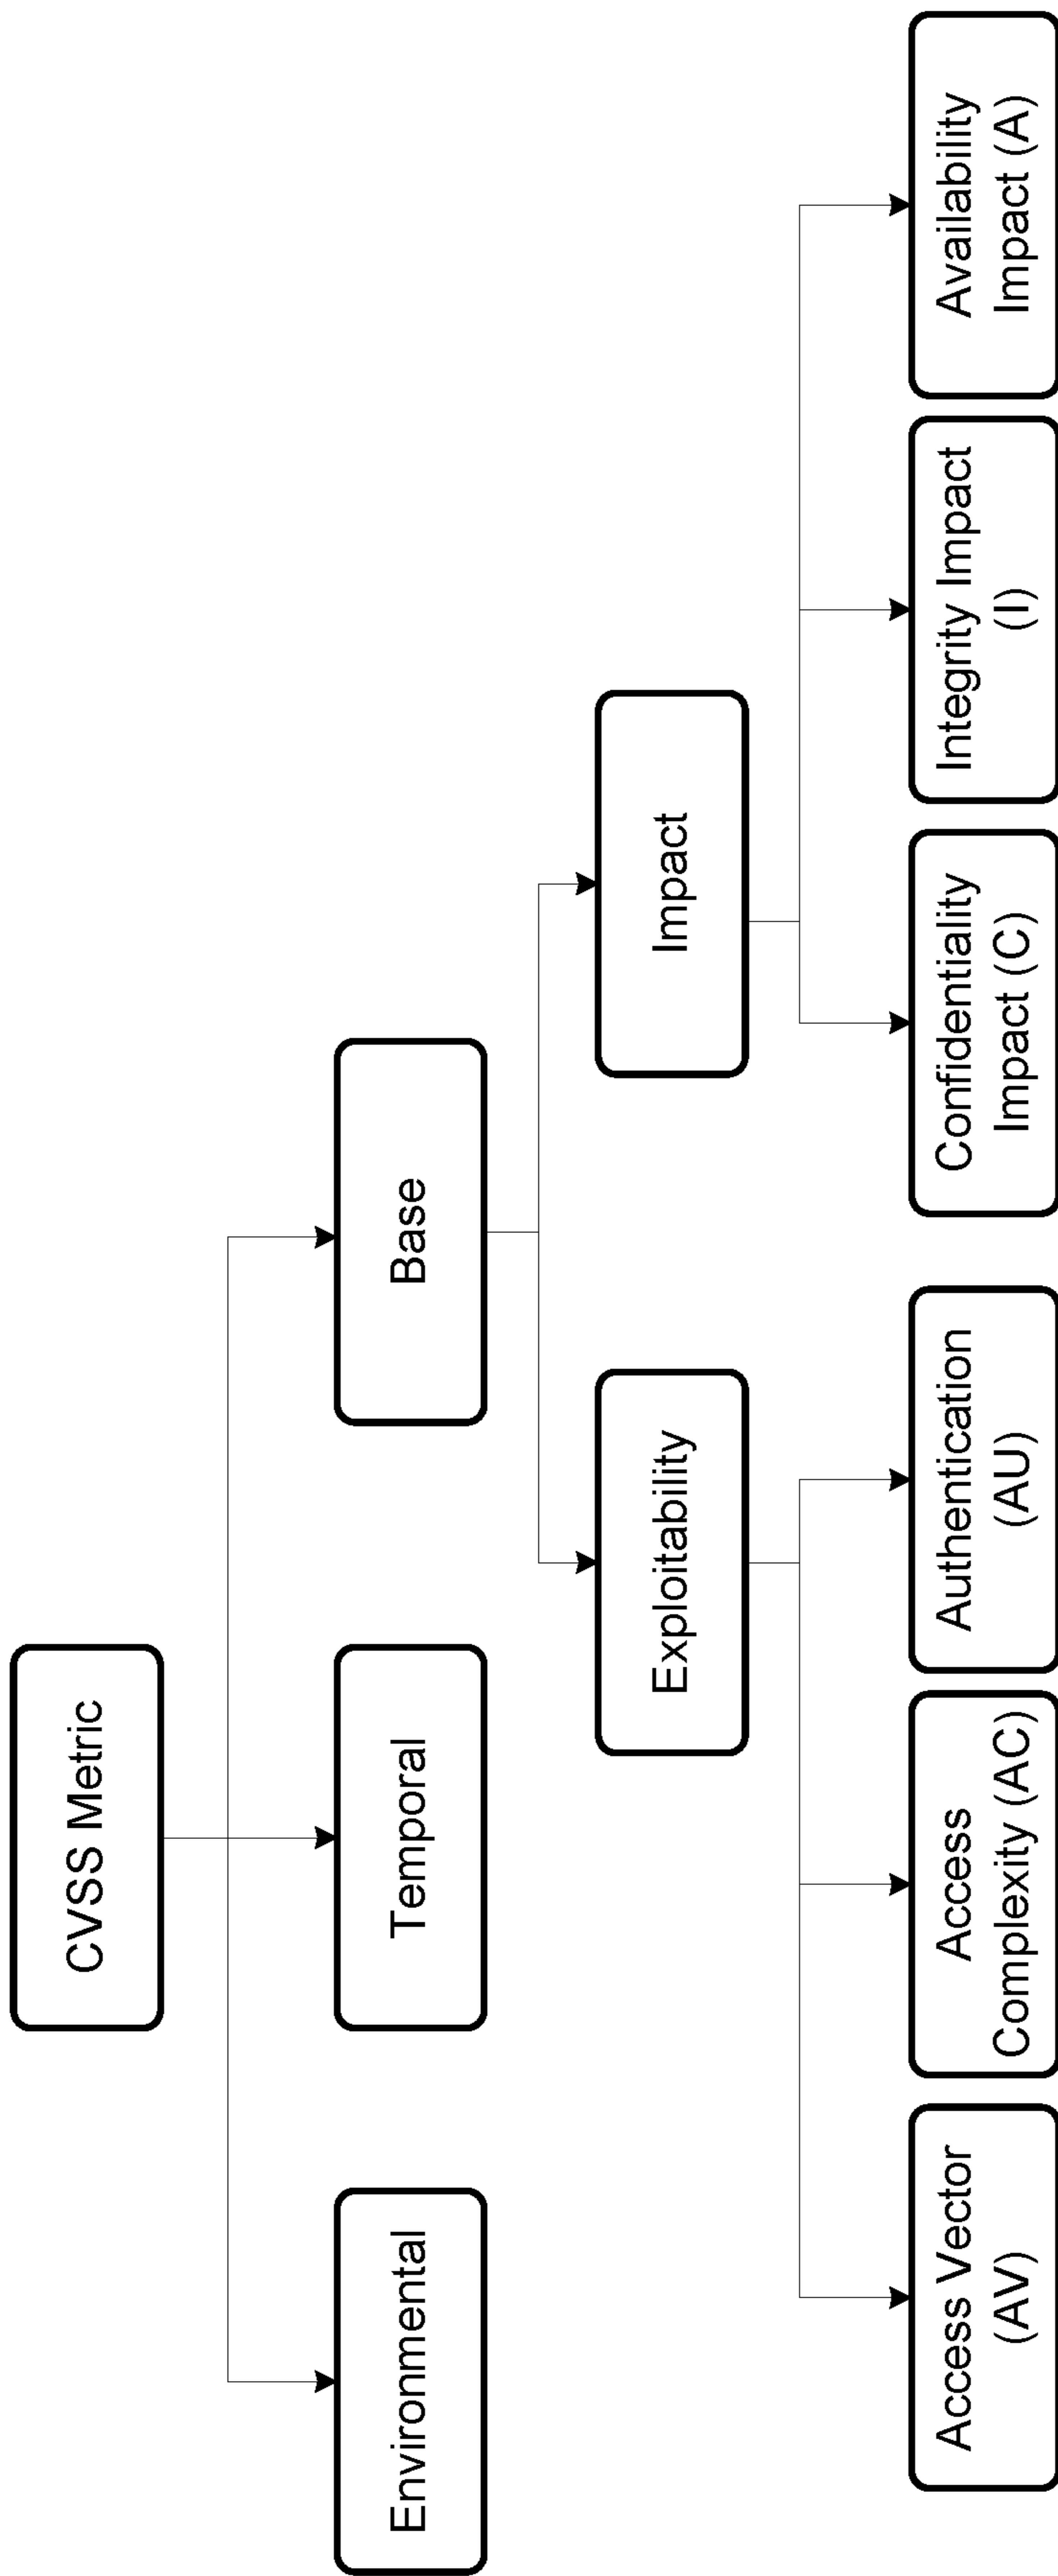 CVSS Metric
Environmental
Temporal
Base
Exploitability
Impact
Access Vector
(AV)
Access
Complexity (AC)
Authentication
(AU)
Confidentiality
Impact (C)
Integrity Impact
(I)
Availability
Impact (A)